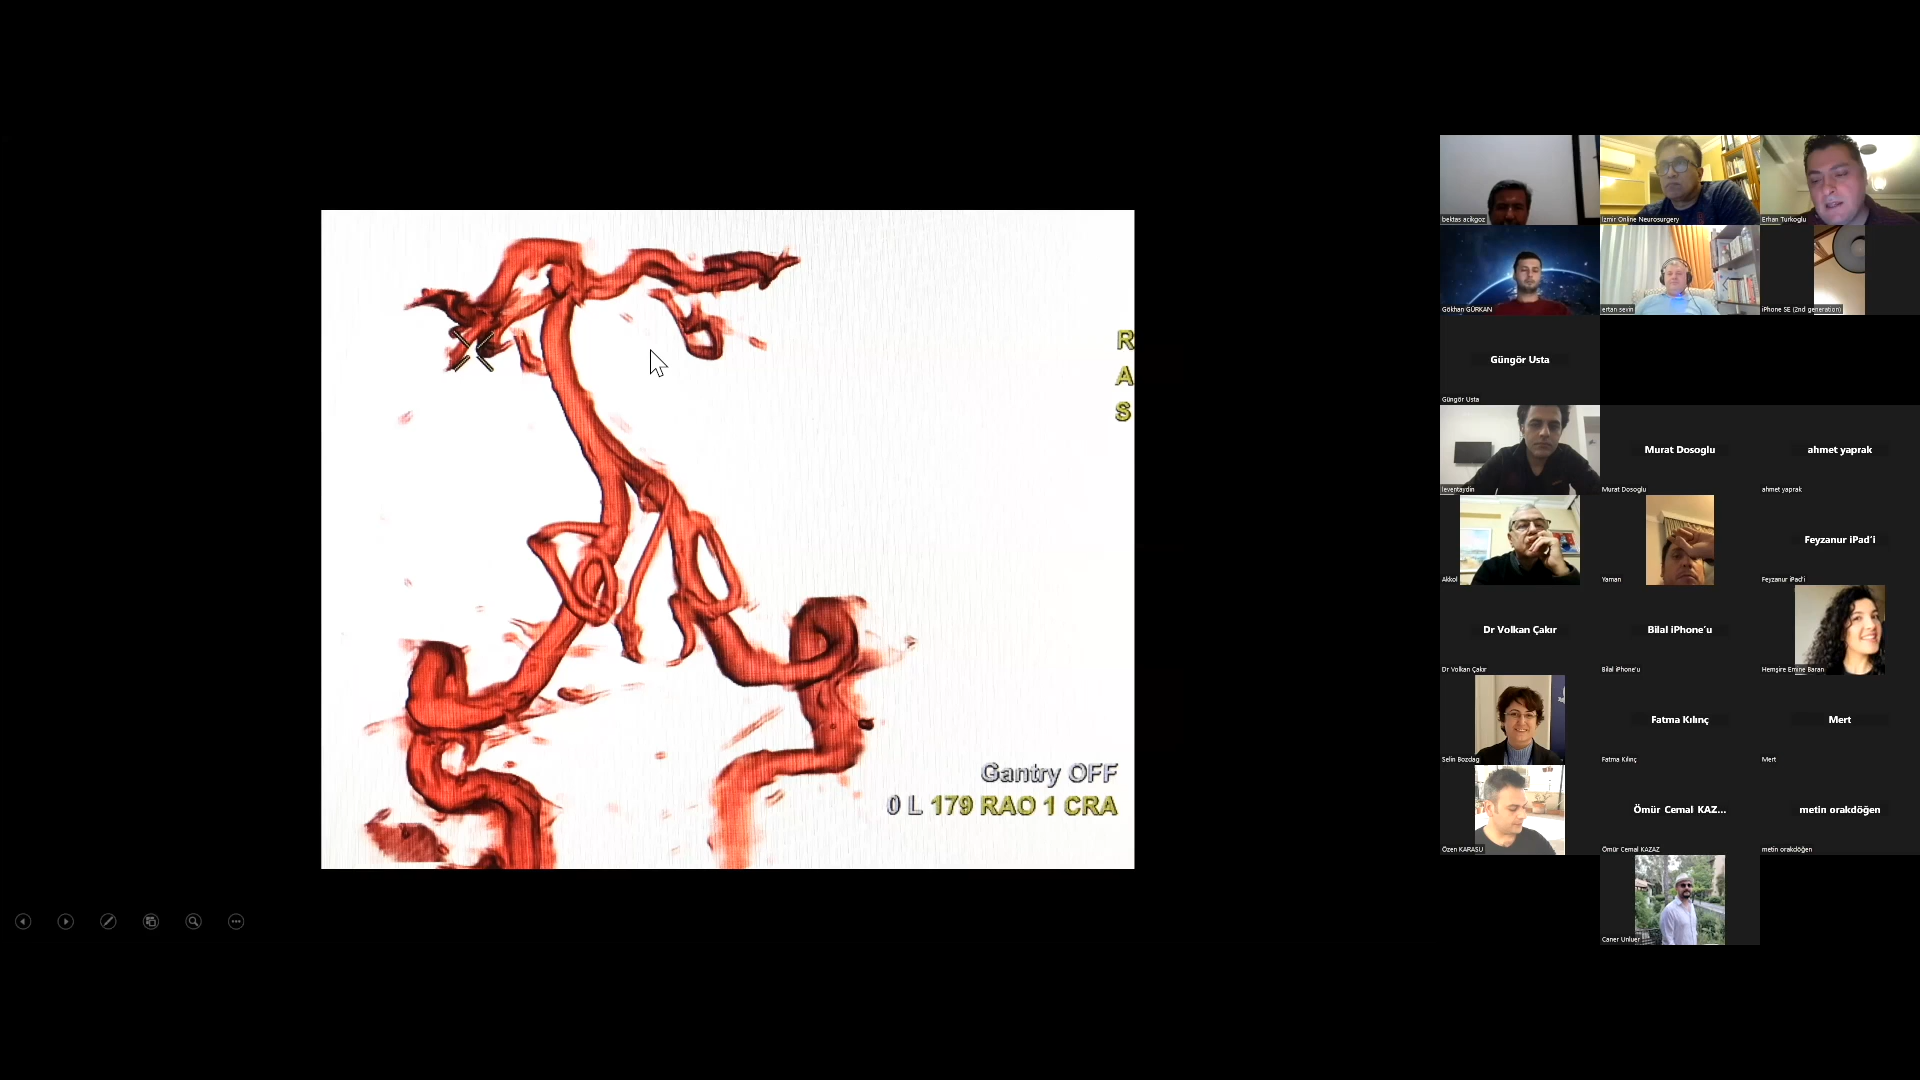 R
A
S
Gantry OFF
0 L 179 RAO 1 CRA
bektas acikgoz
Izmir Online Neurosurgery
Erhan Turkoglu
Gökhan GÜRKAN
ertan sevin
iPhone SE (2nd generation)
Güngör Usta
Güngör Usta
leventaydin
Murat Dosoglu
Murat Dosoglu
ahmet yaprak
ahmet yaprak
Akkol
Yaman
Feyzanur iPad'i
Feyzanur iPad'i
Dr Volkan Çakır
Dr Volkan Çakır
Bilal iPhone'u
Bilal iPhone'u
Hemşire Emine Baran
Selin Bozdag
Fatma Kılınç
Fatma Kılınç
Mert
Mert
Özen KARASU
Ömür Cemal KAZ...
Ömür Cemal KAZAZ
metin orakdöğen
metin orakdöğen
Caner Unluer